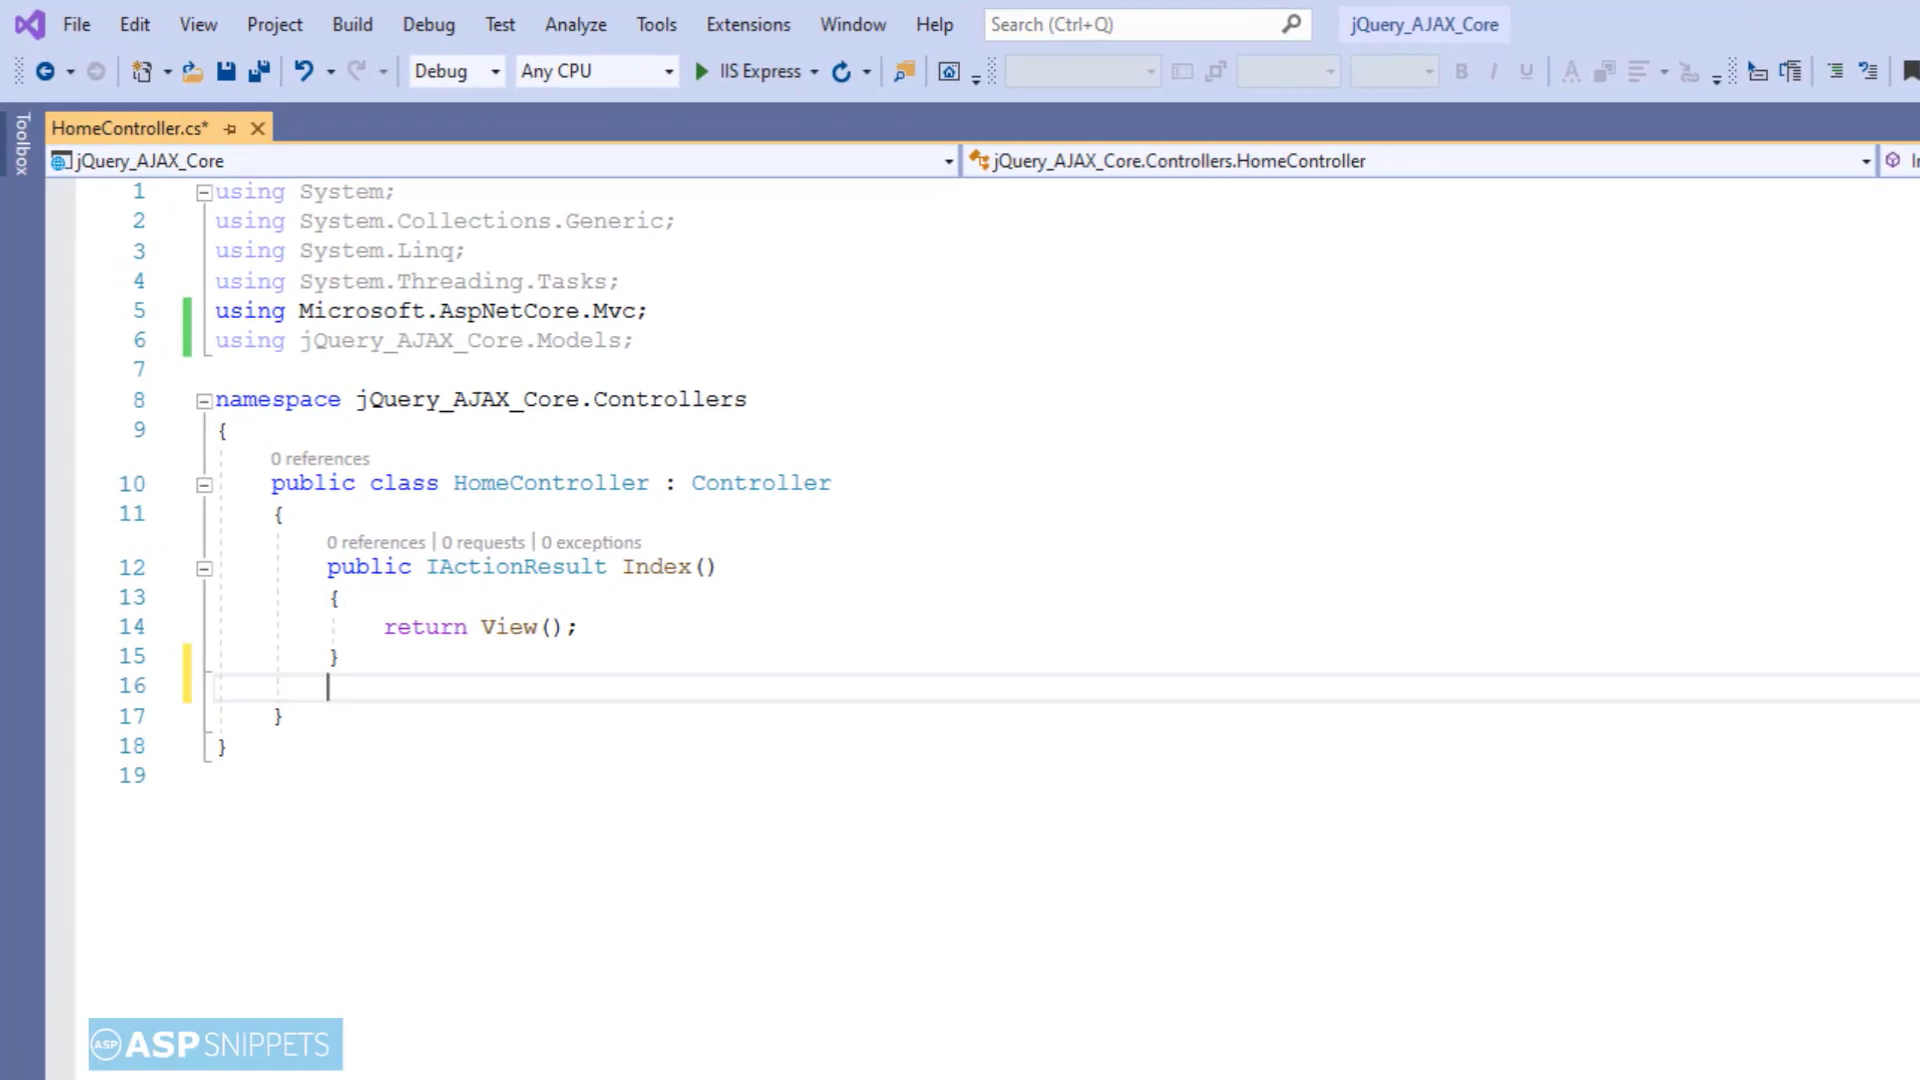 File Edit View Project Build Debug Test Analyze Tools Extensions Window Help Search (Ctrl+Q) jQuery_AJAX_Core
Debug Any CPU IIS Express B I U A
Toolbox
HomeController.cs*
jQuery_AJAX_Core jQuery_AJAX_Core.Controllers.HomeController
1 using System;
2 using System.Collections.Generic;
3 using System.Linq;
4 using System.Threading.Tasks;
5 using Microsoft.AspNetCore.Mvc;
6 using jQuery_AJAX_Core.Models;
7
8 namespace jQuery_AJAX_Core.Controllers
9 {
0 references
10 public class HomeController : Controller
11 {
0 references | 0 requests | 0 exceptions
12 public IActionResult Index()
13 {
14 return View();
15 }
16
17 }
18 }
19
ASP ASPSNIPPETS